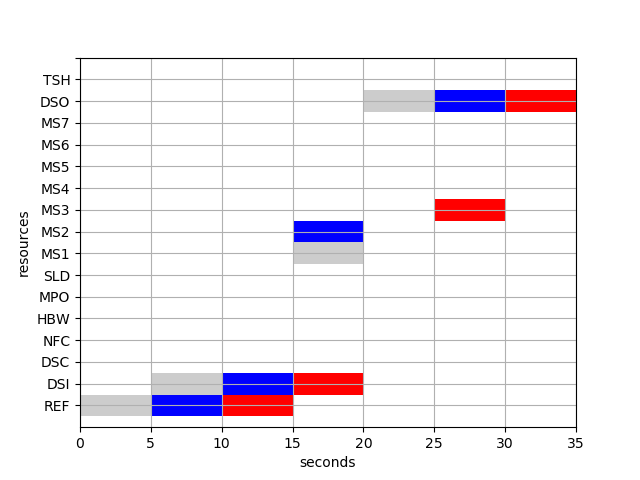 TSH
DSO
MS7
MS6
MS5
MS4
MS3
MS2
MS1
SLD
MPO
HBW
NFC
DSC
DSI
REF
resources
0 5 10 15 20 25 30 35
seconds